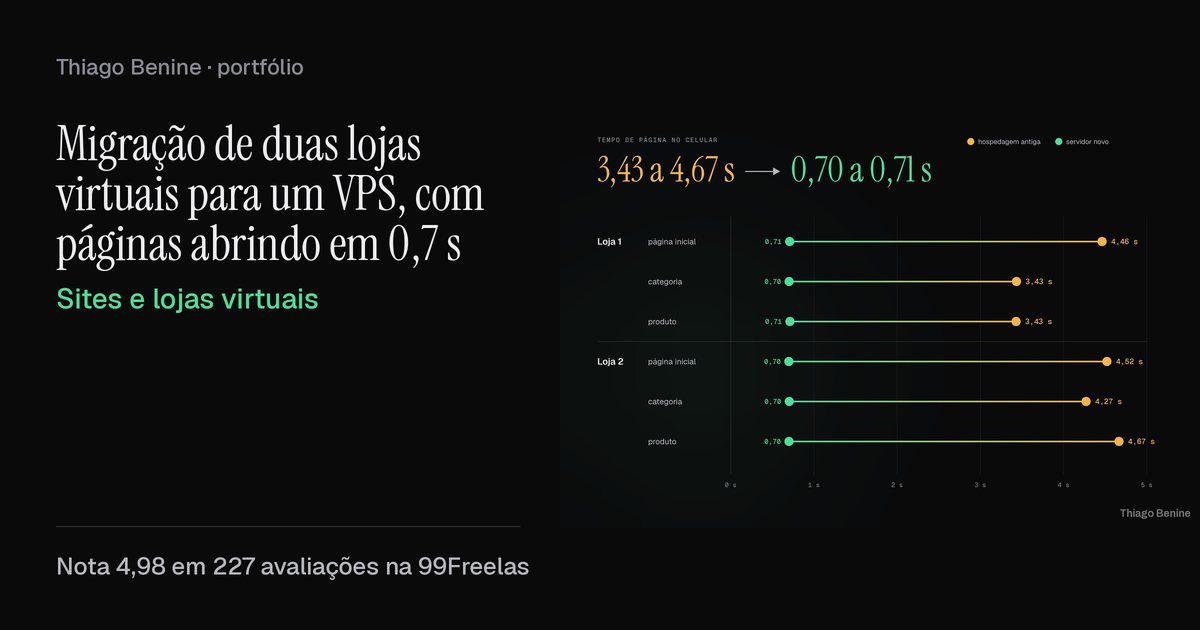 Thiago Benine · portfólio
Migração de duas lojas
virtuais para um VPS, com
páginas abrindo em 0,7 s
Sites e lojas virtuais
TEMPO DE PÁGINA NO CELULAR
3,43 a 4,67 s → 0,70 a 0,71 s
hospedagem antiga servidor novo
Loja 1 página inicial 0,71 4,46 s
categoria 0,70 3,43 s
produto 0,71 3,43 s
Loja 2 página inicial 0,70 4,52 s
categoria 0,70 4,27 s
produto 0,70 4,67 s
0 s 1 s 2 s 3 s 4 s 5 s
Thiago Benine
Nota 4,98 em 227 avaliações na 99Freelas